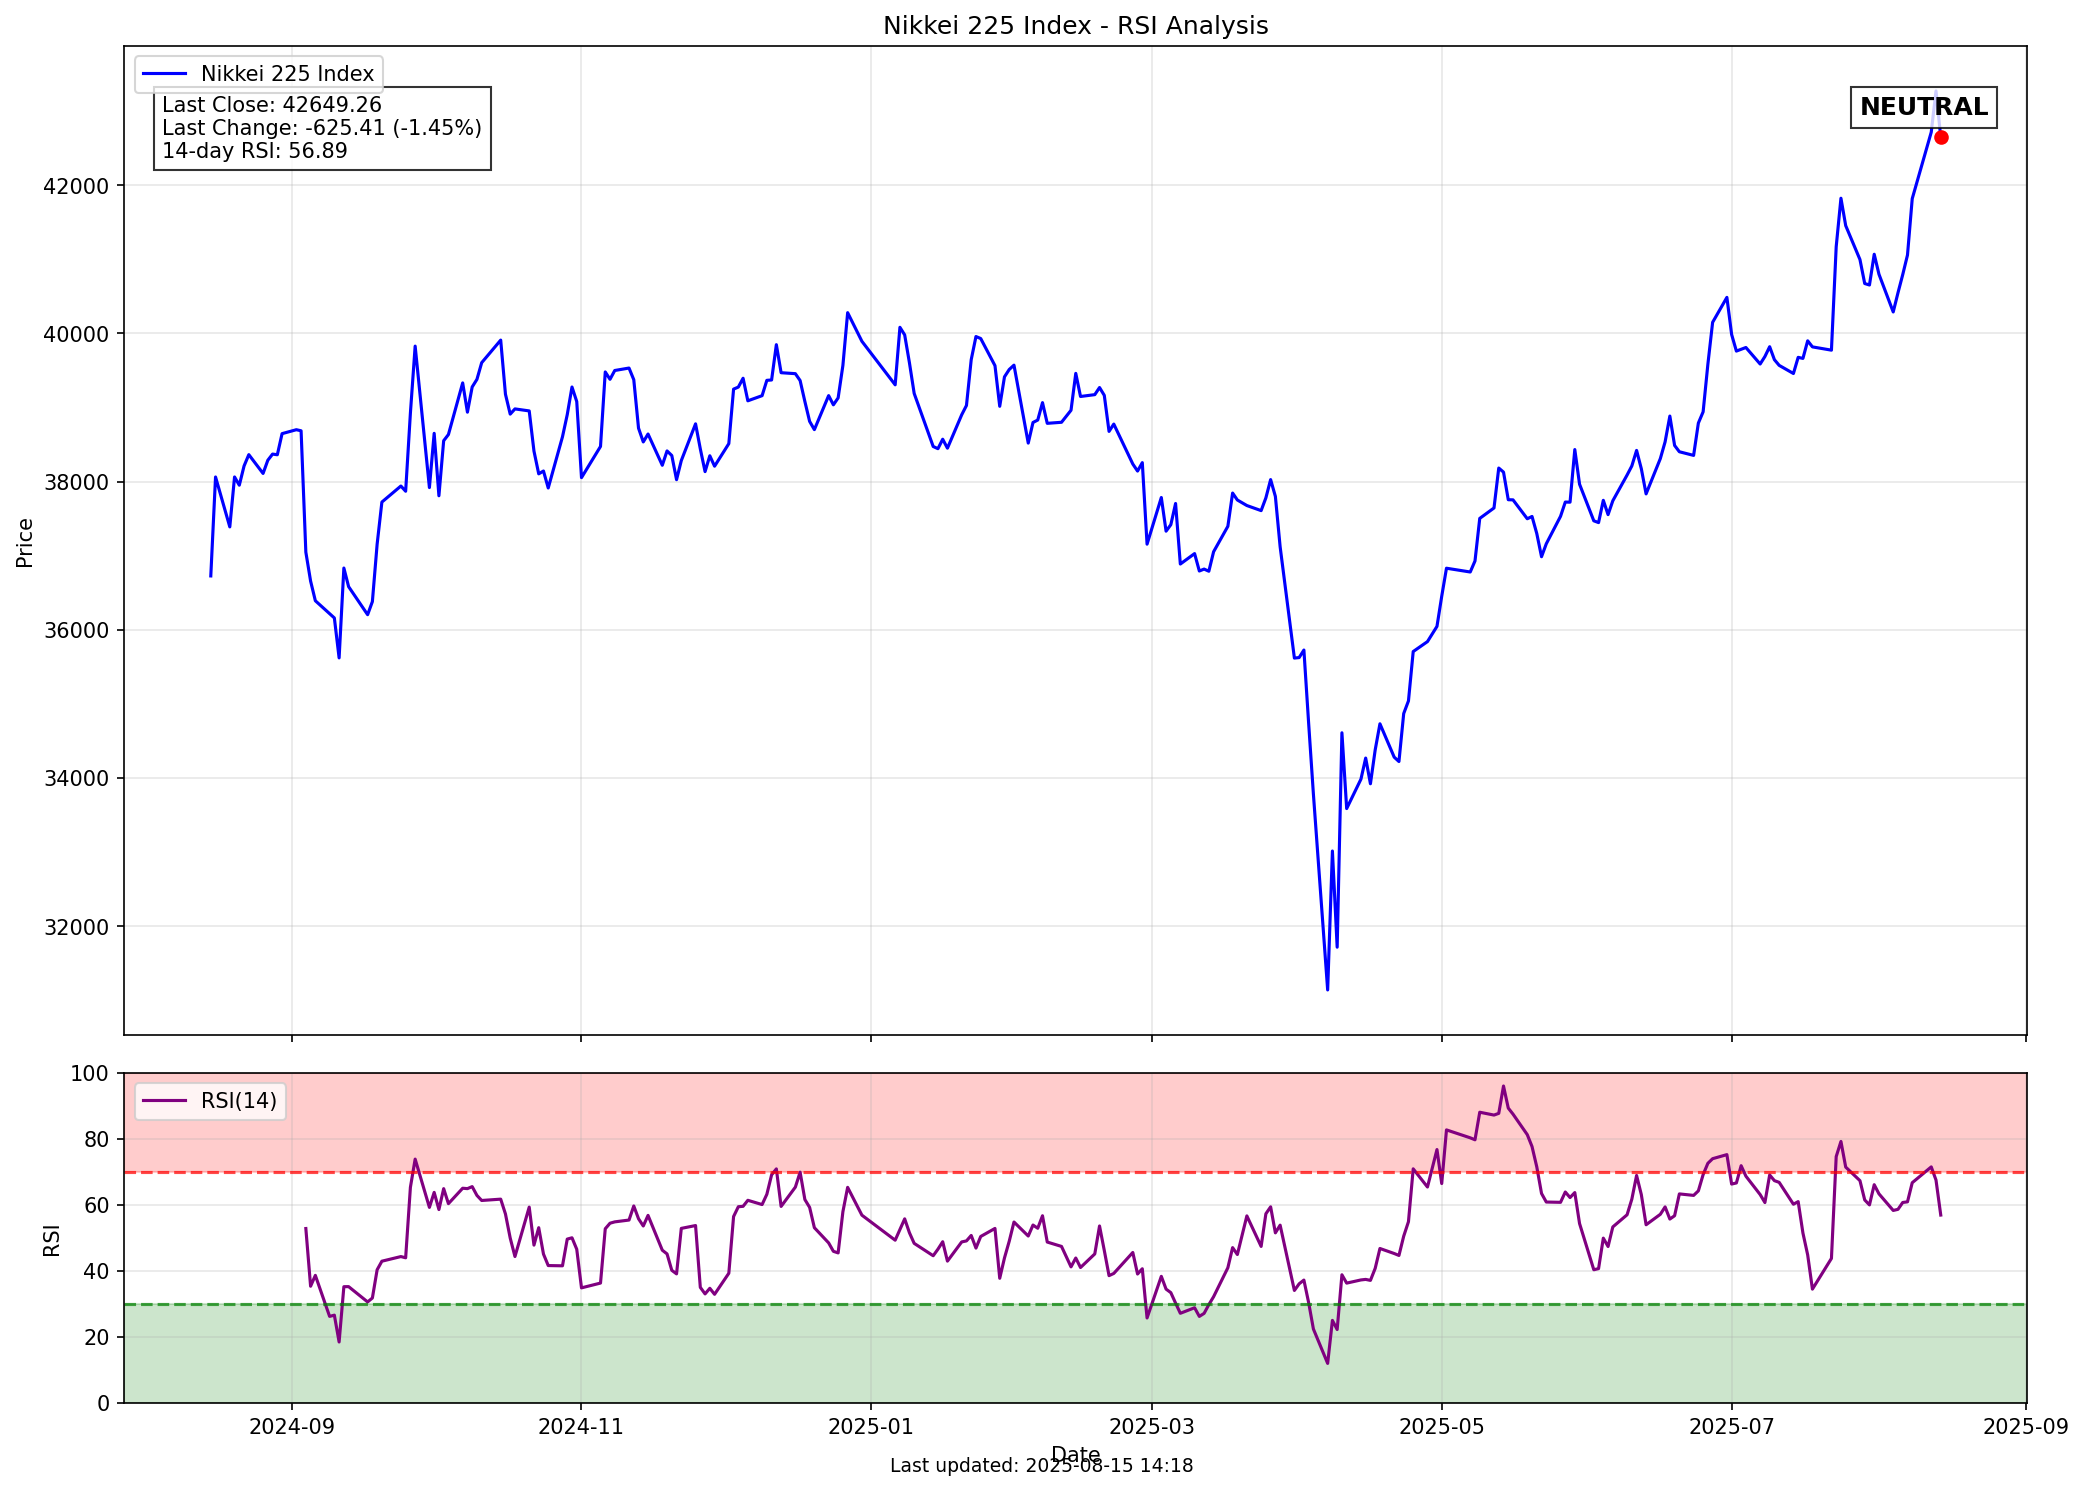 Nikkei 225 Index - RSI Analysis
Nikkei 225 Index
Last Close: 42649.26
Last Change: -625.41 (-1.45%)
14-day RSI: 56.89
NEUTRAL
42000
40000
38000
36000
34000
32000
Price
RSI(14)
100
80
60
40
20
0
RSI
2024-09
2024-11
2025-01
2025-03
2025-05
2025-07
2025-09
Date
Last updated: 2025-08-15 14:18